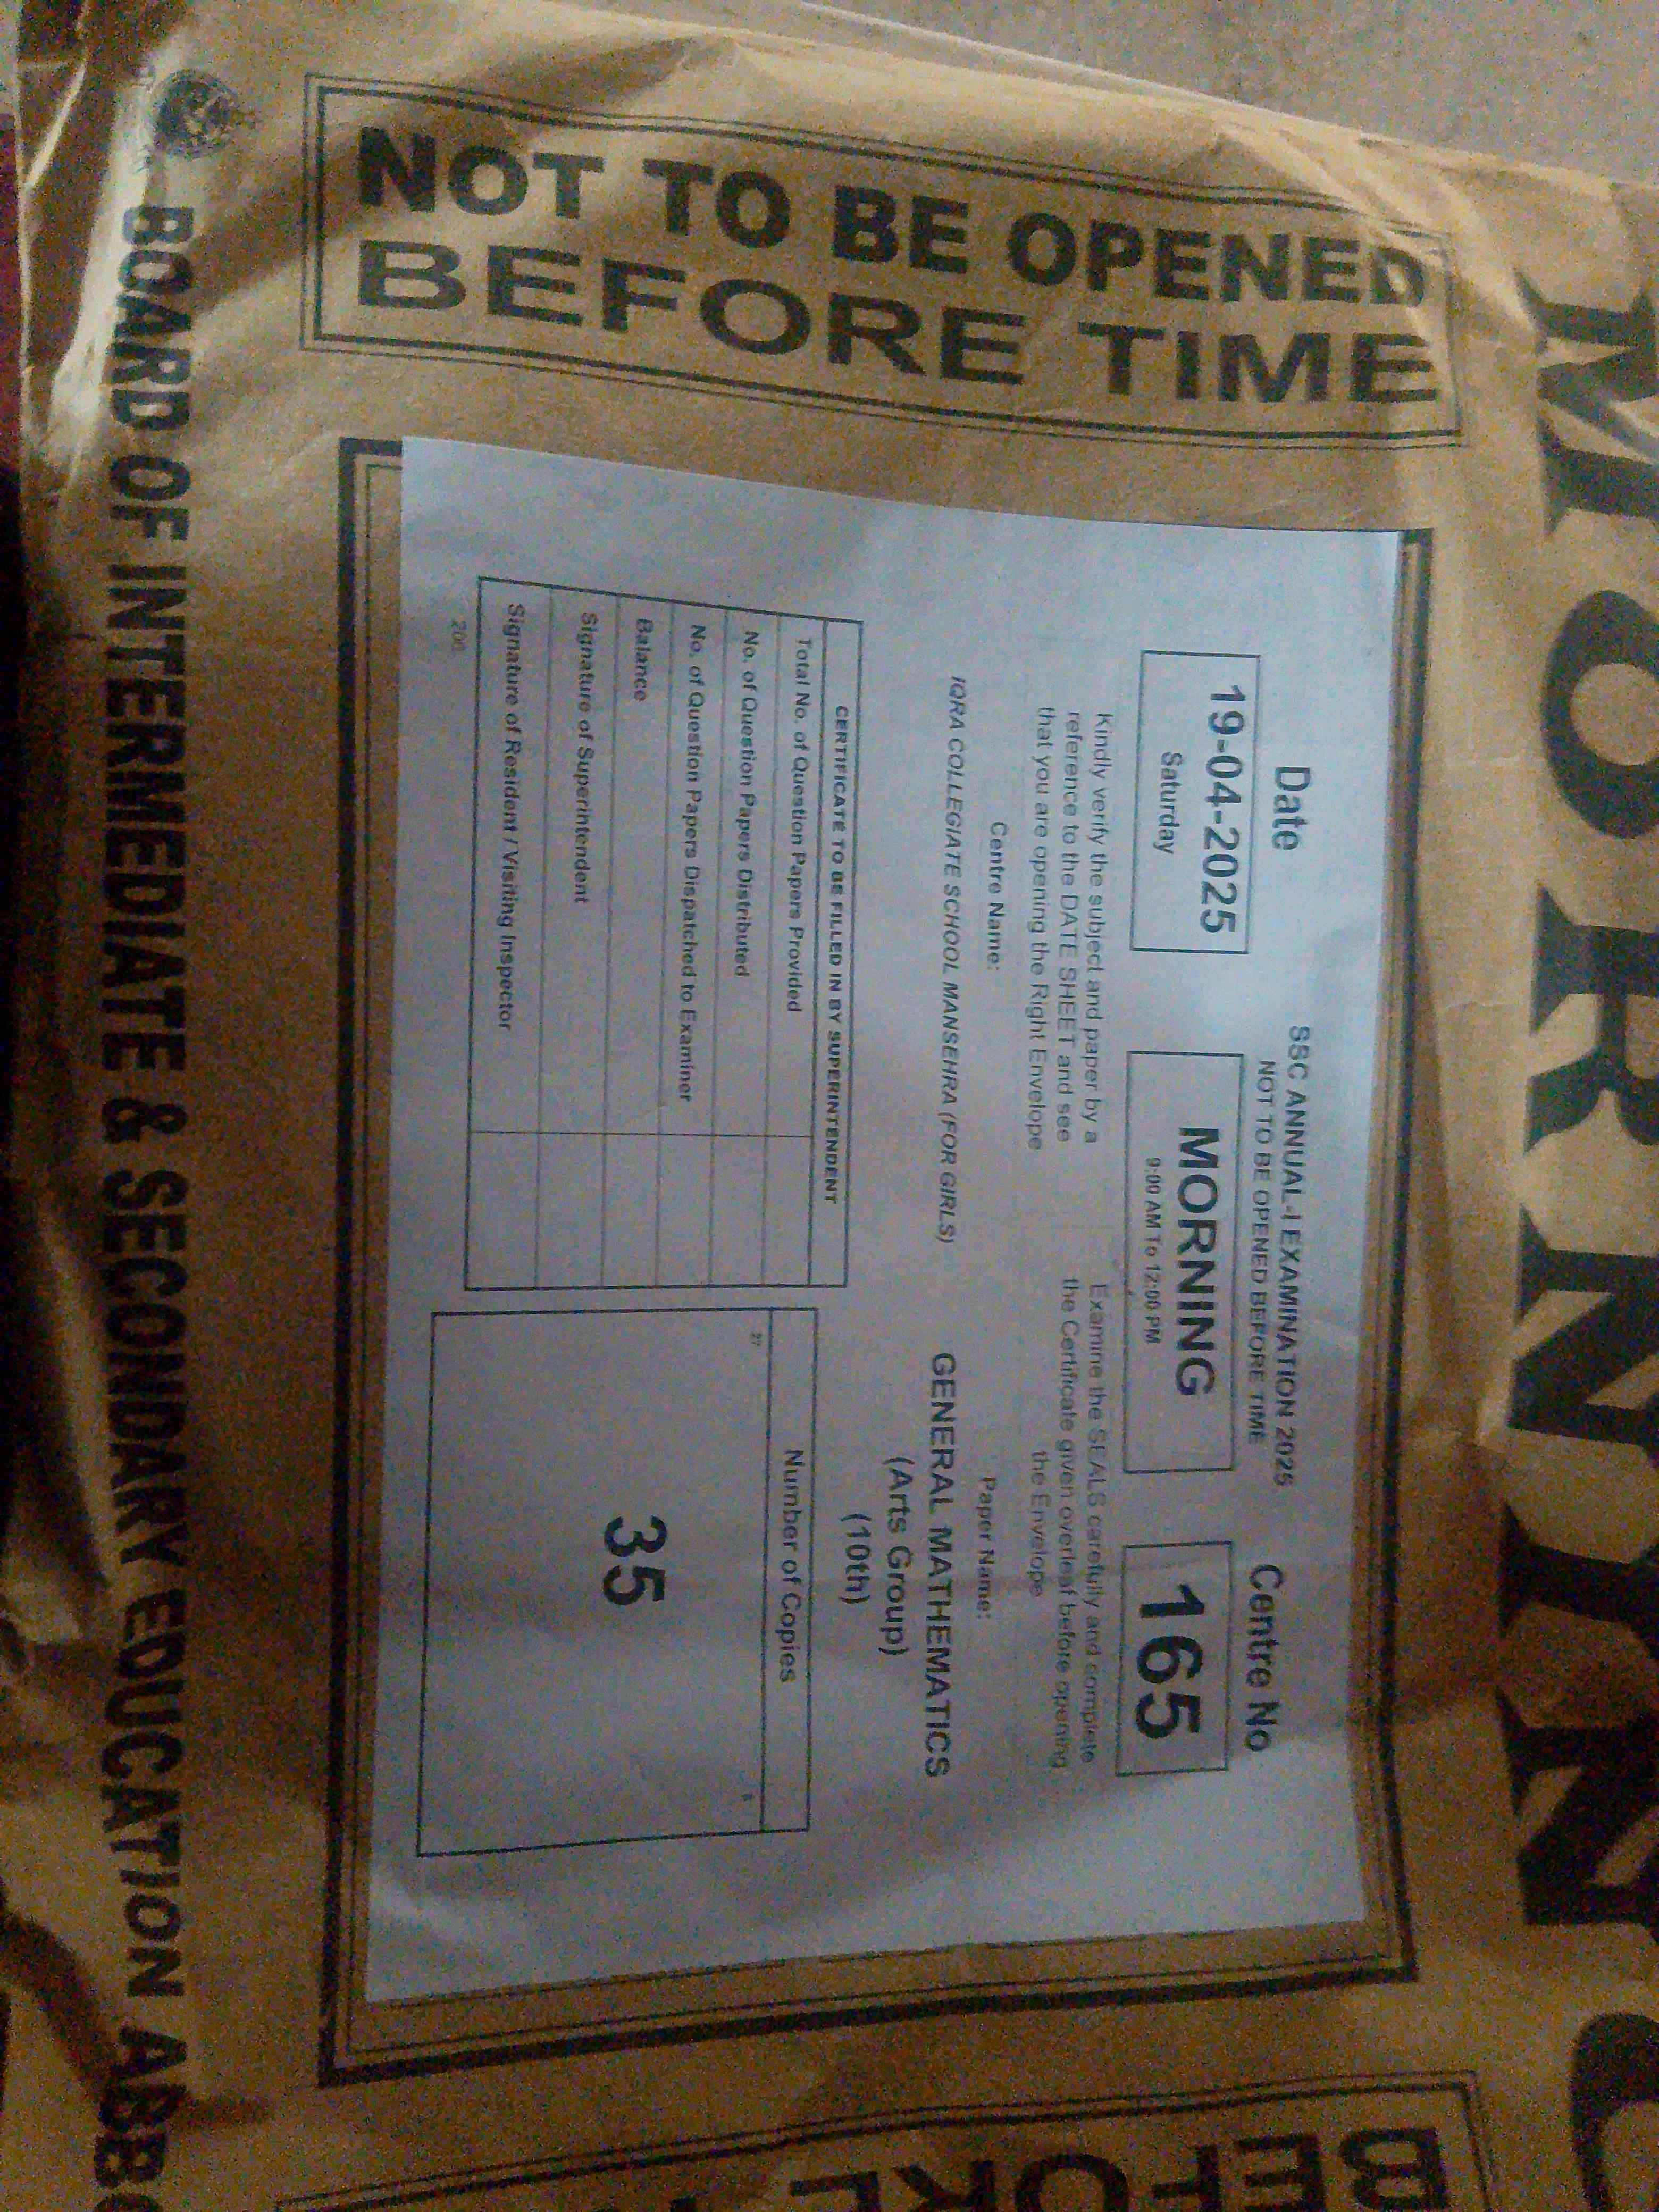 MORNING
NOT TO BE OPENED
BEFORE TIME
Date
19-04-2025
Saturday
SSC ANNUAL-I EXAMINATION 2025
NOT TO BE OPENED BEFORE TIME
MORNING
9:00 AM To 12:00 PM
Centre No
165
Kindly verify the subject and paper by a
reference to the DATE SHEET and see
that you are opening the Right Envelope
Examine the SEALS carefully and complete
the Certificate given overleaf before opening
the Envelope
Centre Name:
IQRA COLLEGIATE SCHOOL MANSEHRA (FOR GIRLS)
Paper Name:
GENERAL MATHEMATICS
(Arts Group)
(10th)
CERTIFICATE TO BE FILLED IN BY SUPERINTENDENT
Total No. of Question Papers Provided
No. of Question Papers Distributed
No. of Question Papers Dispatched to Examiner
Balance
Signature of Superintendent
Signature of Resident / Visiting Inspector
Number of Copies
27
35
BEFORE
BOARD OF INTERMEDIATE & SECONDARY EDUCATION